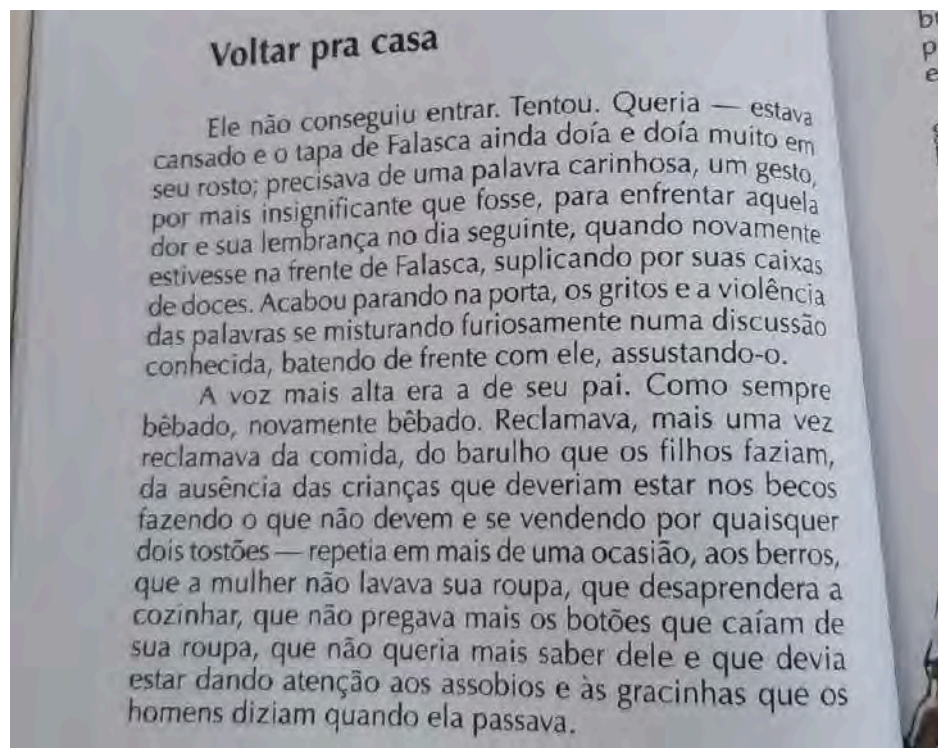 Voltar pra casa
Ele não conseguiu entrar. Tentou. Queria — estava
cansado e o tapa de Falasca ainda doía e doía muito em
seu rosto; precisava de uma palavra carinhosa, um gesto,
por mais insignificante que fosse, para enfrentar aquela
dor e sua lembrança no dia seguinte, quando novamente
estivesse na frente de Falasca, suplicando por suas caixas
de doces. Acabou parando na porta, os gritos e a violência
das palavras se misturando furiosamente numa discussão
conhecida, batendo de frente com ele, assustando-o.
A voz mais alta era a de seu pai. Como sempre
bêbado, novamente bêbado. Reclamava, mais uma vez
reclamava da comida, do barulho que os filhos faziam,
da ausência das crianças que deveriam estar nos becos
fazendo o que não devem e se vendendo por quaisquer
dois tostões — repetia em mais de uma ocasião, aos berros,
que a mulher não lavava sua roupa, que desaprendera a
cozinhar, que não pregava mais os botões que caíam de
sua roupa, que não queria mais saber dele e que devia
estar dando atenção aos assobios e às gracinhas que os
homens diziam quando ela passava.